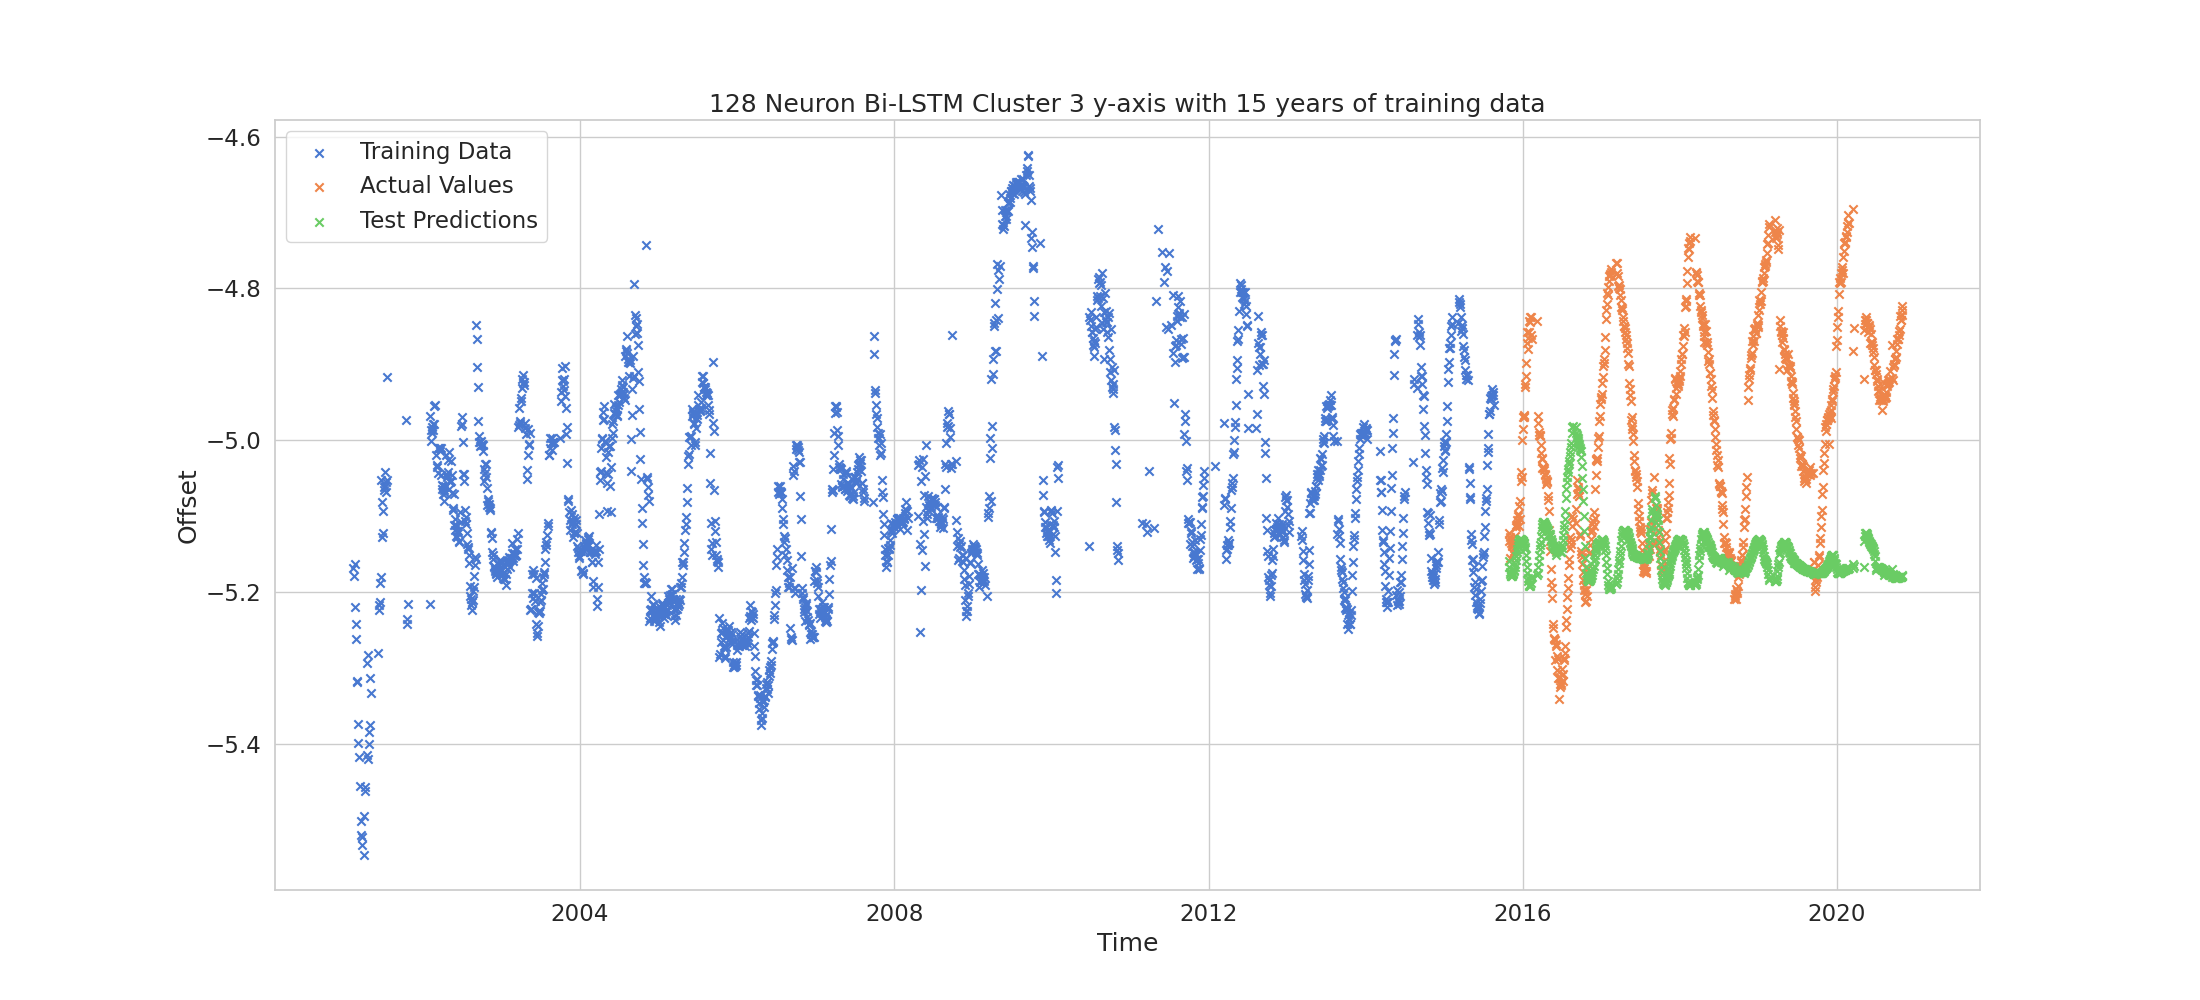 128 Neuron Bi-LSTM Cluster 3 y-axis with 15 years of training data
Training Data
Actual Values
Test Predictions
−4.6
−4.8
−5.0
−5.2
−5.4
Offset
2004
2008
2012
2016
2020
Time